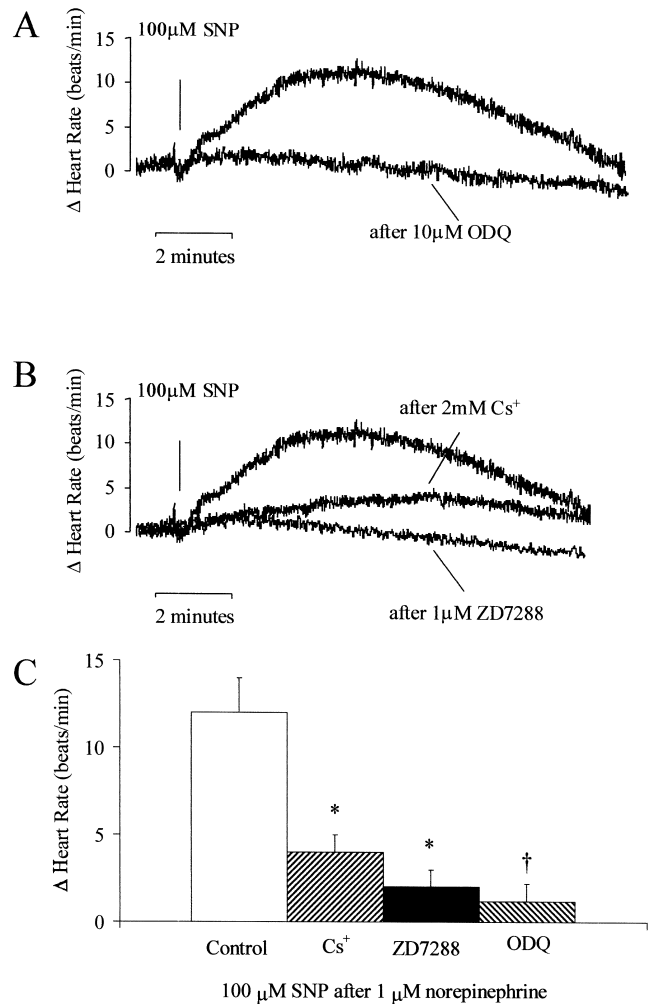 A
100μM SNP
Δ Heart Rate (beats/min)
15
10
5
0
after 10μM ODQ
2 minutes
B
100μM SNP
Δ Heart Rate (beats/min)
15
10
5
0
after 2mM Cs⁺
after 1μM ZD7288
2 minutes
C
Δ Heart Rate (beats/min)
15
10
5
0
*
*
†
Control
Cs⁺
ZD7288
ODQ
100 μM SNP after 1 μM norepinephrine